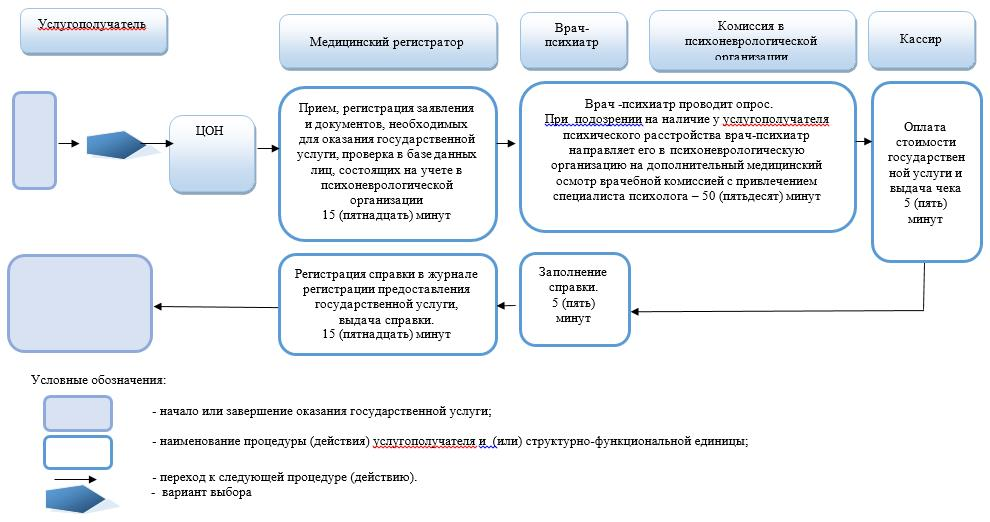 Услугополучатель
Медицинский регистратор
Врач-
психиатр
Комиссия в
психоневрологической
организации
Кассир
ЦОН
Прием, регистрация заявления
и документов, необходимых
для оказания государственной
услуги, проверка в базе данных
лиц, состоящих на учете в
психоневрологической
организации
15 (пятнадцать) минут
Врач -психиатр проводит опрос.
При подозрении на наличие у услугополучателя
психического расстройства врач-психиатр
направляет его в психоневрологическую
организацию на дополнительный медицинский
осмотр врачебной комиссией с привлечением
специалиста психолога – 50 (пятьдесят) минут
Оплата
стоимости
государствен
ной услуги и
выдача чека
5 (пять)
минут
Регистрация справки в журнале
регистрации предоставления
государственной услуги,
выдача справки.
15 (пятнадцать) минут
Заполнение
справки.
5 (пять)
минут
Условные обозначения:
- начало или завершение оказания государственной услуги;
- наименование процедуры (действия) услугополучателя и (или) структурно-функциональной единицы;
- переход к следующей процедуре (действию).
- вариант выбора